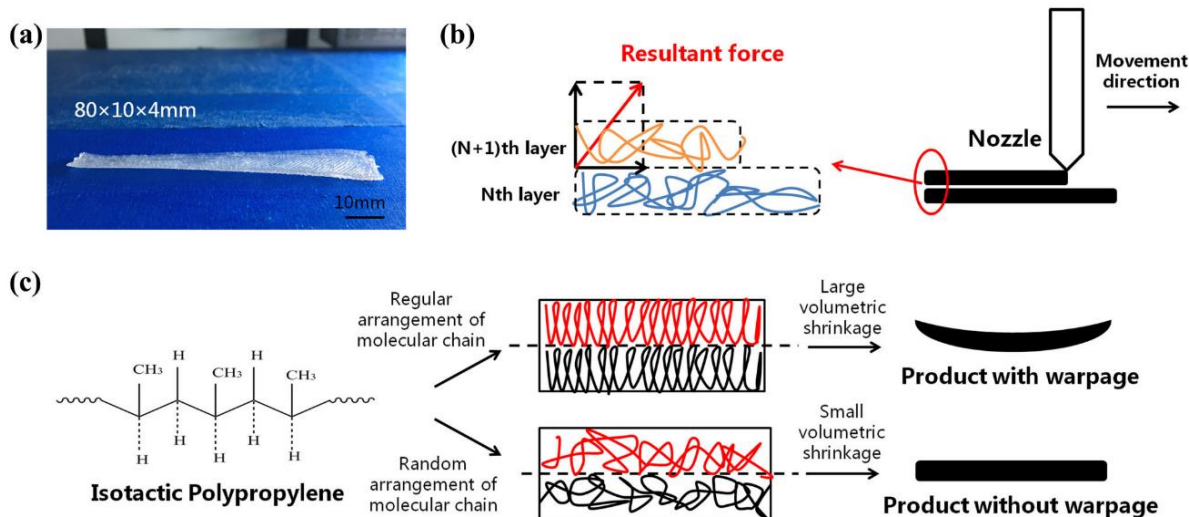 (a)
80×10×4mm
10mm
(b)
Resultant force
(N+1)th layer
Nth layer
Nozzle
Movement
direction
(c)
CH₃
H
CH₃
H
CH₃
H
H
H
H
H
Isotactic Polypropylene
Regular
arrangement of
molecular chain
Random
arrangement of
molecular chain
Large
volumetric
shrinkage
Product with warpage
Small
volumetric
shrinkage
Product without warpage